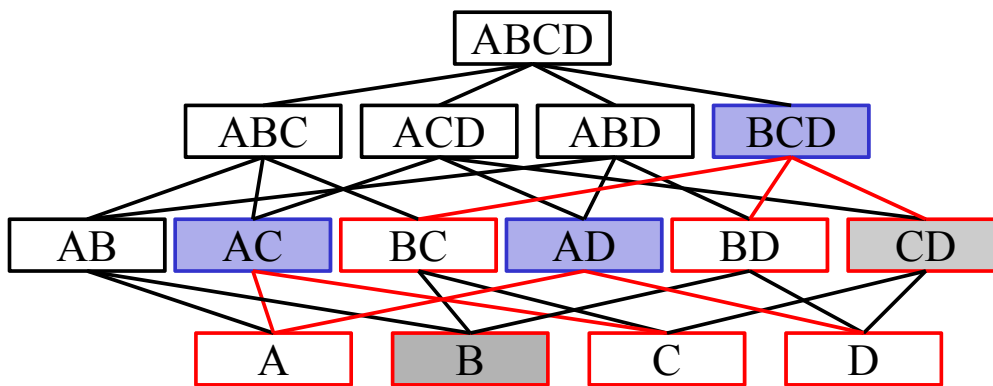 ABCD
ABC ACD ABD BCD
AB AC BC AD BD CD
A B C D